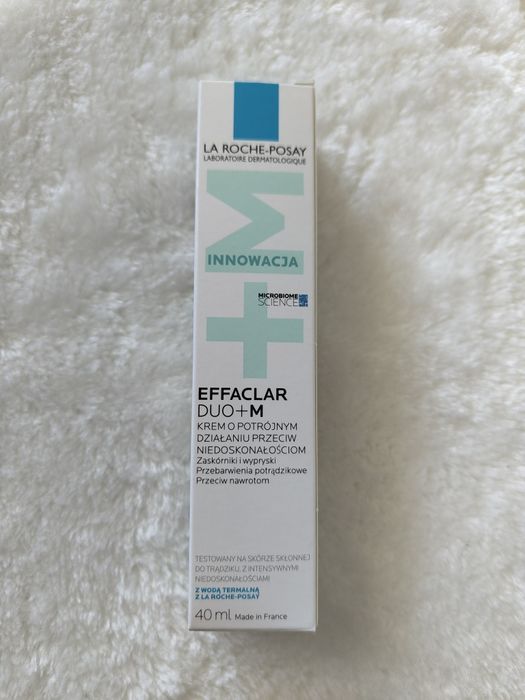 LA ROCHE-POSAY
LABORATOIRE DERMATOLOGIQUE
+M
INNOWACJA
MICROBIOME
SCIENCE
EFFACLAR
DUO+M
KREM O POTRÓJNYM
DZIAŁANIU PRZECIW
NIEDOSKONAŁOŚCIOM
Zaskórniki i wypryski
Przebarwienia potrądzikowe
Przeciw nawrotom
TESTOWANY NA SKÓRZE SKŁONNEJ
DO TRĄDZIKU, Z INTENSYWNYMI
NIEDOSKONAŁOŚCIAMI
Z WODĄ TERMALNĄ
Z LA ROCHE-POSAY
40 ml Made in France